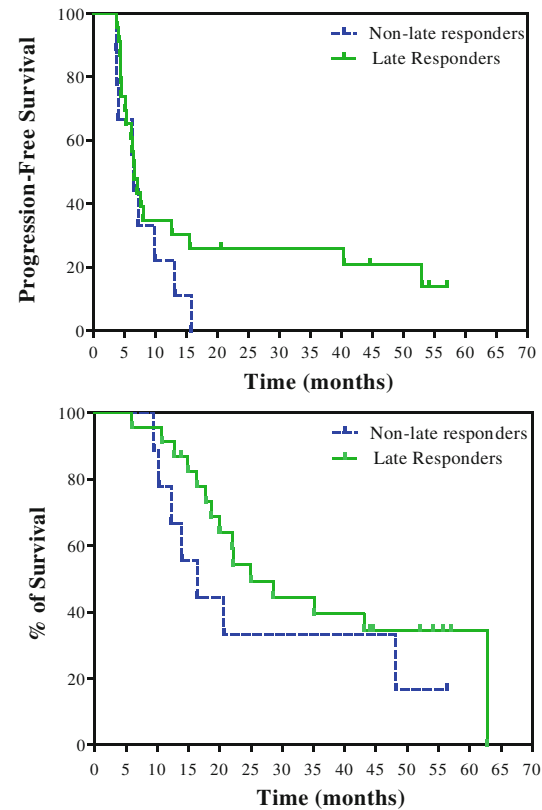 Progression-Free Survival
100
80
60
40
20
0
Non-late responders
Late Responders
0 5 10 15 20 25 30 35 40 45 50 55 60 65 70
Time (months)
% of Survival
100
80
60
40
20
0
Non-late responders
Late Responders
0 5 10 15 20 25 30 35 40 45 50 55 60 65 70
Time (months)